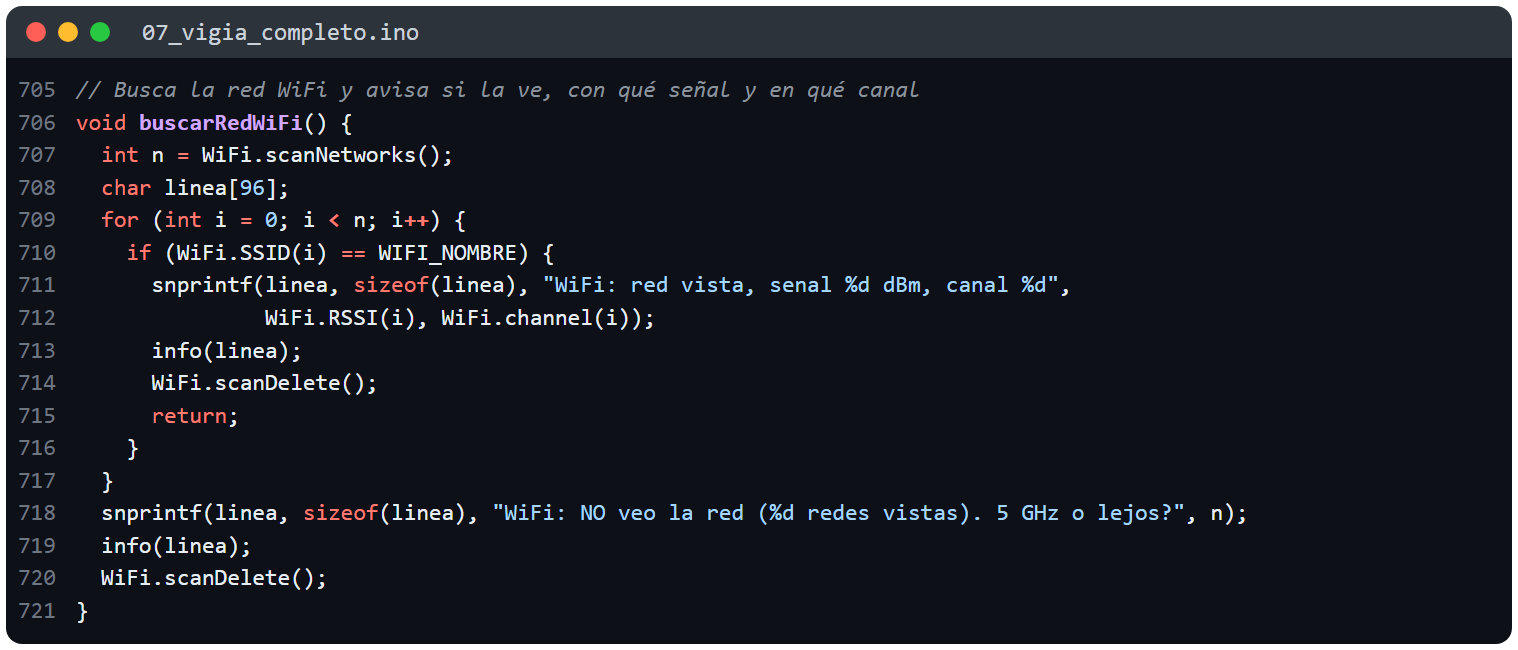 07_vigia_completo.ino
705 // Busca la red WiFi y avisa si la ve, con qué señal y en qué canal
706 void buscarRedWiFi() {
707   int n = WiFi.scanNetworks();
708   char linea[96];
709   for (int i = 0; i < n; i++) {
710     if (WiFi.SSID(i) == WIFI_NOMBRE) {
711       snprintf(linea, sizeof(linea), "WiFi: red vista, senal %d dBm, canal %d",
712                WiFi.RSSI(i), WiFi.channel(i));
713       info(linea);
714       WiFi.scanDelete();
715       return;
716     }
717   }
718   snprintf(linea, sizeof(linea), "WiFi: NO veo la red (%d redes vistas). 5 GHz o lejos?", n);
719   info(linea);
720   WiFi.scanDelete();
721 }